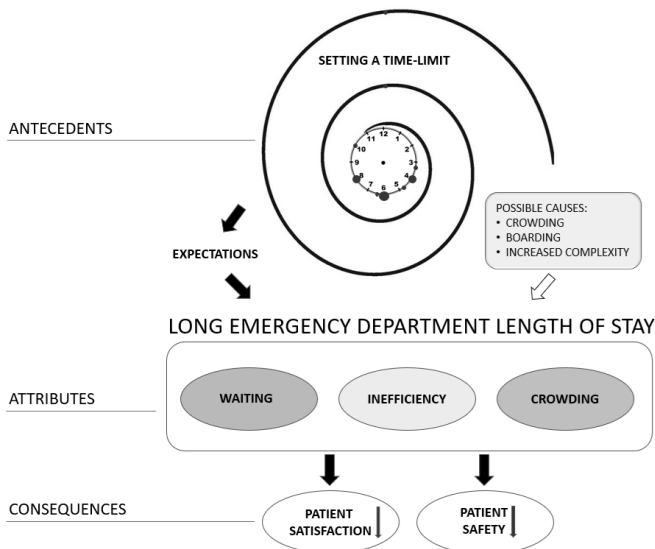 SETTING A TIME-LIMIT
ANTECEDENTS
12
1
2
3
4
5
6
7
8
9
10
11
POSSIBLE CAUSES:
• CROWDING
• BOARDING
• INCREASED COMPLEXITY
EXPECTATIONS
LONG EMERGENCY DEPARTMENT LENGTH OF STAY
ATTRIBUTES
WAITING
INEFFICIENCY
CROWDING
CONSEQUENCES
PATIENT
SATISFACTION
PATIENT
SAFETY